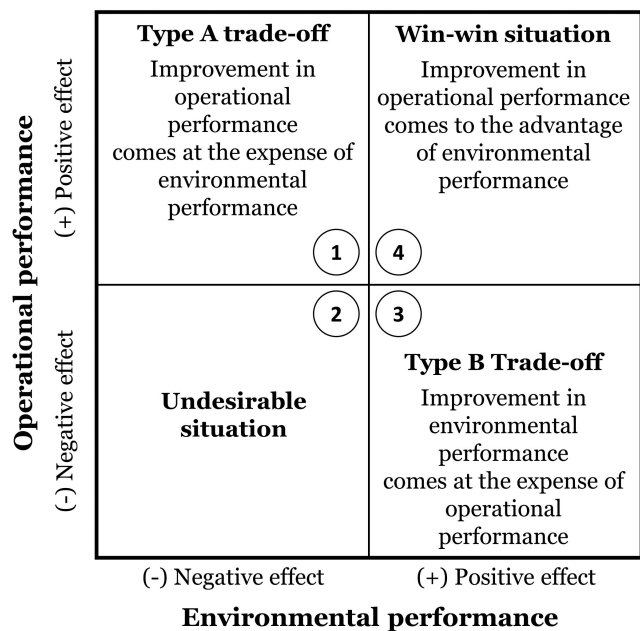 Operational performance
(+) Positive effect
(-) Negative effect
Type A trade-off
Improvement in
operational
performance
comes at the expense of
environmental
performance
1
Win-win situation
Improvement in
operational performance
comes to the advantage
of environmental
performance
4
2
Undesirable
situation
3
Type B Trade-off
Improvement in
environmental
performance
comes at the expense of
operational
performance
(-) Negative effect
(+) Positive effect
Environmental performance